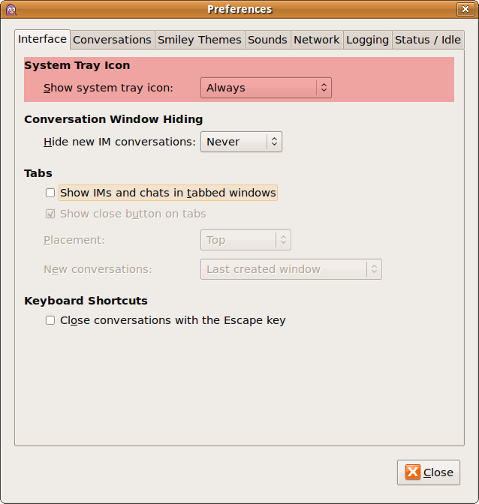 Preferences
Interface Conversations Smiley Themes Sounds Network Logging Status / Idle
System Tray Icon
Show system tray icon: Always
Conversation Window Hiding
Hide new IM conversations: Never
Tabs
Show IMs and chats in tabbed windows
Show close button on tabs
Placement: Top
New conversations: Last created window
Keyboard Shortcuts
Close conversations with the Escape key
Close